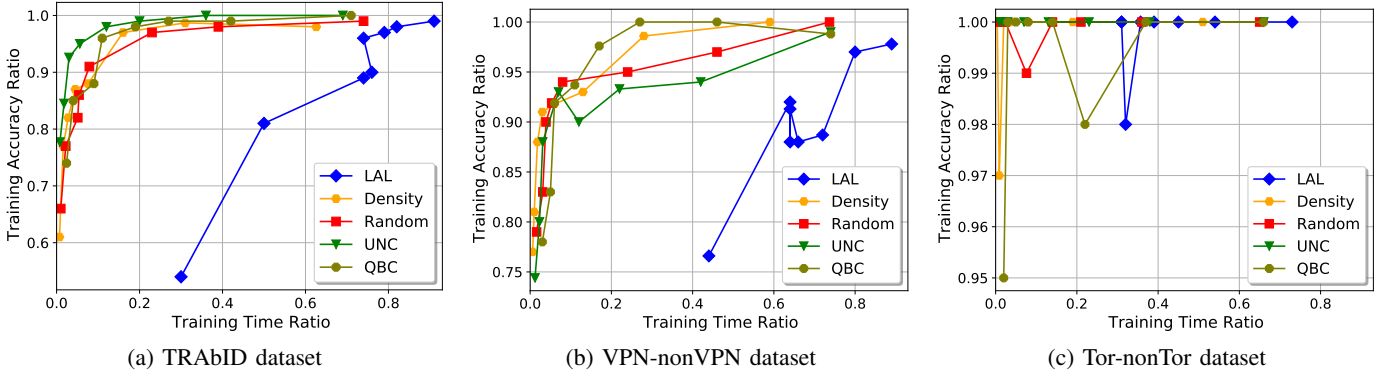 Training Accuracy Ratio
1.0
0.9
0.8
0.7
0.6
0.0 0.2 0.4 0.6 0.8
Training Time Ratio
LAL
Density
Random
UNC
QBC
(a) TRAbID dataset
Training Accuracy Ratio
1.00
0.95
0.90
0.85
0.80
0.75
0.0 0.2 0.4 0.6 0.8
Training Time Ratio
LAL
Density
Random
UNC
QBC
(b) VPN-nonVPN dataset
Training Accuracy Ratio
1.00
0.99
0.98
0.97
0.96
0.95
0.0 0.2 0.4 0.6 0.8
Training Time Ratio
LAL
Density
Random
UNC
QBC
(c) Tor-nonTor dataset